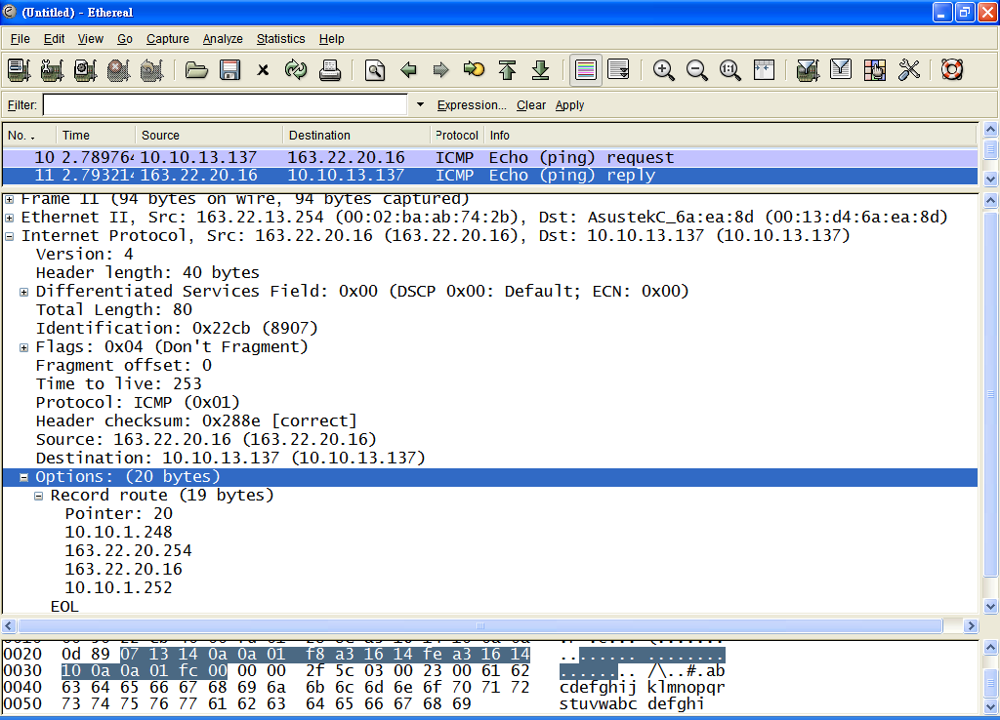 (Untitled) - Ethereal
File Edit View Go Capture Analyze Statistics Help
Filter: Expression... Clear Apply
No. . Time Source Destination Protocol Info
10 2.789764 10.10.13.137 163.22.20.16 ICMP Echo (ping) request
11 2.793214 163.22.20.16 10.10.13.137 ICMP Echo (ping) reply
Frame 11 (94 bytes on wire, 94 bytes captured)
Ethernet II, Src: 163.22.13.254 (00:02:ba:ab:74:2b), Dst: AsustekC_6a:ea:8d (00:13:d4:6a:ea:8d)
Internet Protocol, Src: 163.22.20.16 (163.22.20.16), Dst: 10.10.13.137 (10.10.13.137)
Version: 4
Header length: 40 bytes
Differentiated Services Field: 0x00 (DSCP 0x00: Default; ECN: 0x00)
Total Length: 80
Identification: 0x22cb (8907)
Flags: 0x04 (Don't Fragment)
Fragment offset: 0
Time to live: 253
Protocol: ICMP (0x01)
Header checksum: 0x288e [correct]
Source: 163.22.20.16 (163.22.20.16)
Destination: 10.10.13.137 (10.10.13.137)
Options: (20 bytes)
Record route (19 bytes)
Pointer: 20
10.10.1.248
163.22.20.254
163.22.20.16
10.10.1.252
EOL
0020 0d 89 07 13 14 0a 0a 01 f8 a3 16 14 fe a3 16 14 ........ ........
0030 10 0a 0a 01 fc 00 00 00 2f 5c 03 00 23 00 61 62 ........ /\..#.ab
0040 63 64 65 66 67 68 69 6a 6b 6c 6d 6e 6f 70 71 72 cdefghij klmnopqr
0050 73 74 75 76 77 61 62 63 64 65 66 67 68 69 stuvwabc defghi